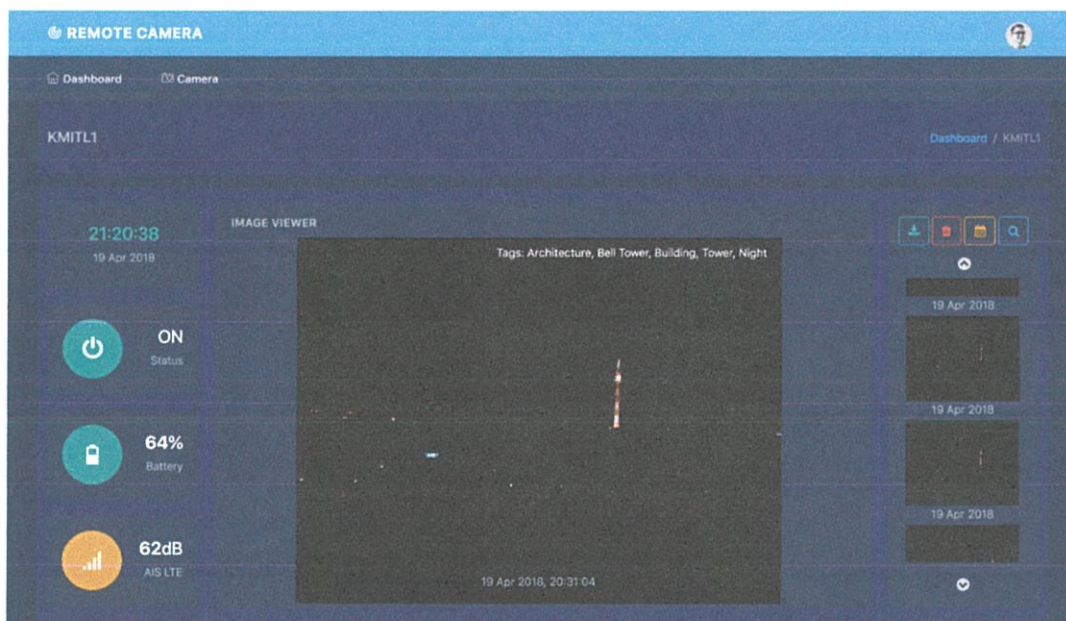 REMOTE CAMERA
Dashboard Camera
KMITL1
Dashboard / KMITL1
21:20:38
19 Apr 2018
ON
Status
64%
Battery
62dB
AIS LTE
IMAGE VIEWER
Tags: Architecture, Bell Tower, Building, Tower, Night
19 Apr 2018, 20:31:04
19 Apr 2018
19 Apr 2018
19 Apr 2018